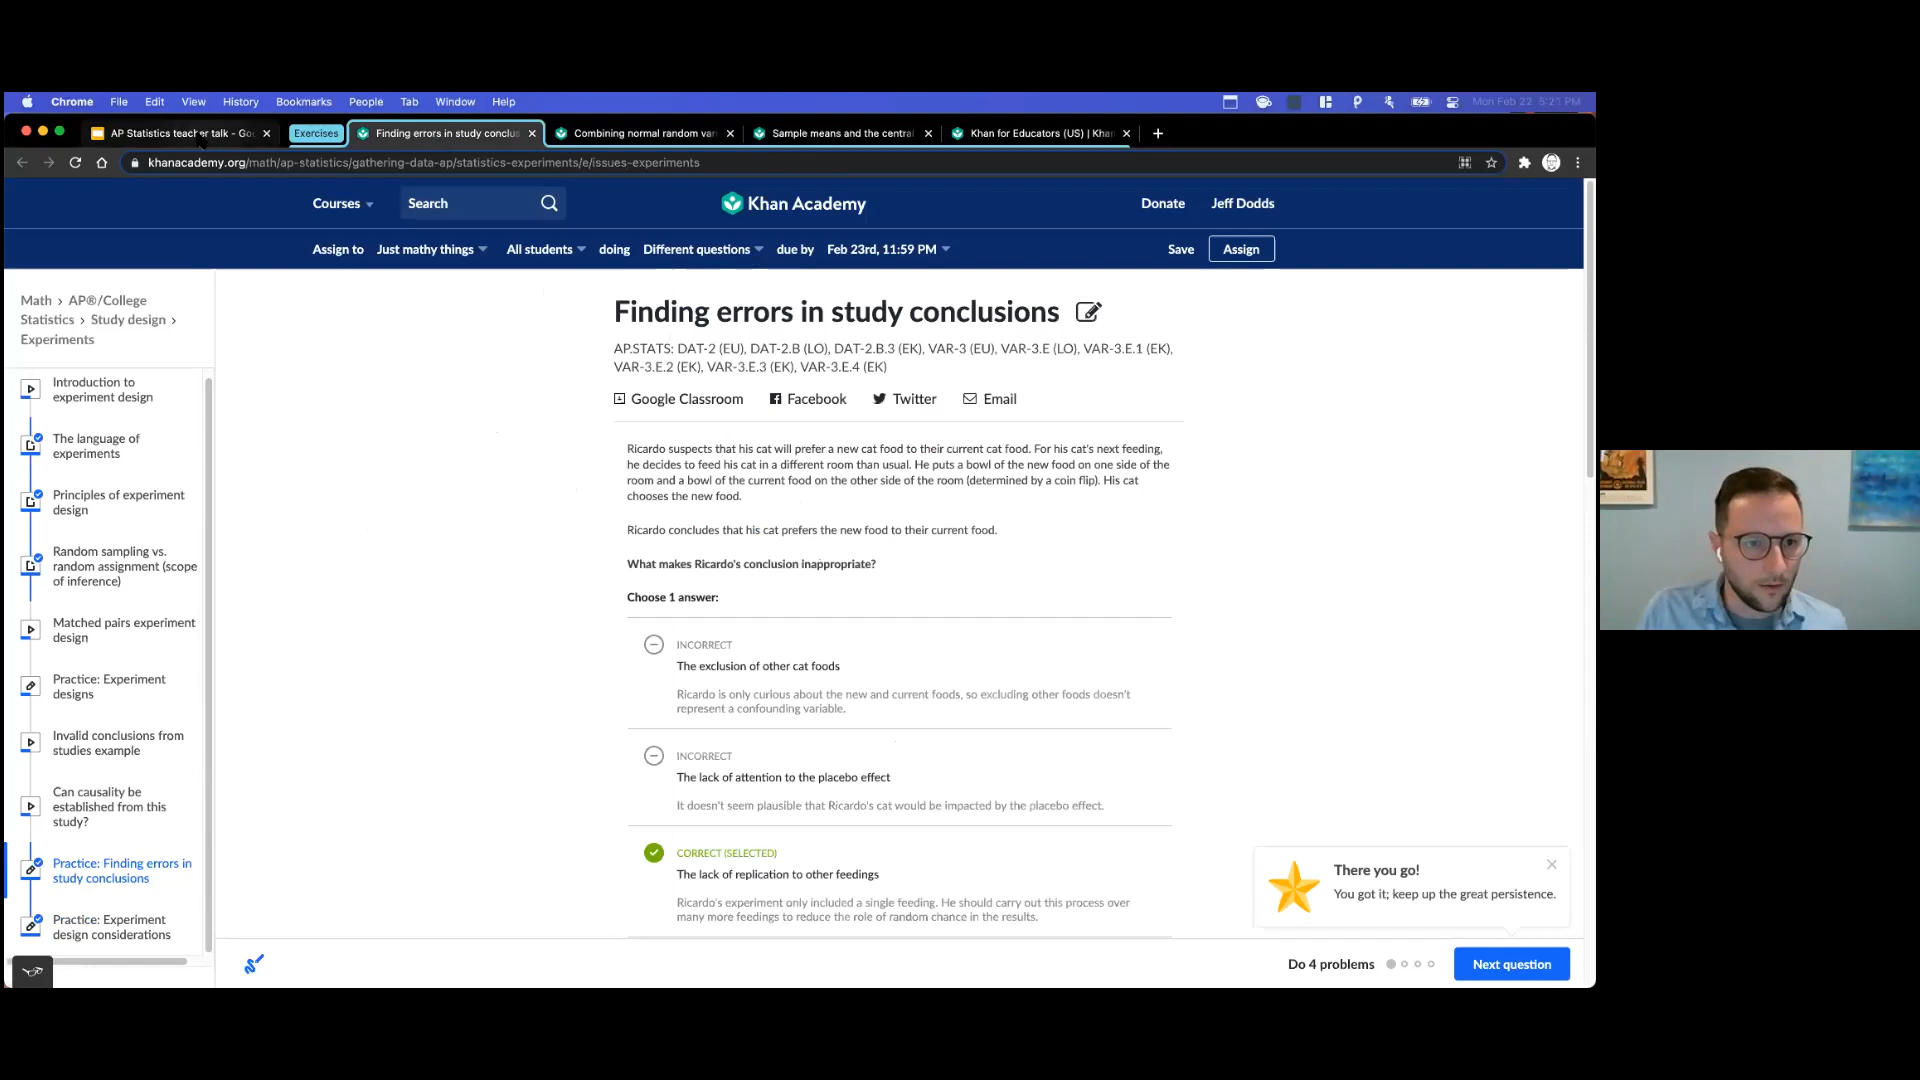 Chrome File Edit View History Bookmarks People Tab Window Help
Mon Feb 22 5:21 PM
AP Statistics teacher talk - Goo
Exercises
Finding errors in study conclus
Combining normal random var
Sample means and the central
Khan for Educators (US) | Khan
khanacademy.org/math/ap-statistics/gathering-data-ap/statistics-experiments/e/issues-experiments
Courses
Search
Khan Academy
Donate
Jeff Dodds
Assign to Just mathy things All students doing Different questions due by Feb 23rd, 11:59 PM
Save
Assign
Math › AP®/College
Statistics › Study design ›
Experiments
Introduction to
experiment design
The language of
experiments
Principles of experiment
design
Random sampling vs.
random assignment (scope
of inference)
Matched pairs experiment
design
Practice: Experiment
designs
Invalid conclusions from
studies example
Can causality be
established from this
study?
Practice: Finding errors in
study conclusions
Practice: Experiment
design considerations
Finding errors in study conclusions
AP.STATS: DAT-2 (EU), DAT-2.B (LO), DAT-2.B.3 (EK), VAR-3 (EU), VAR-3.E (LO), VAR-3.E.1 (EK),
VAR-3.E.2 (EK), VAR-3.E.3 (EK), VAR-3.E.4 (EK)
Google Classroom Facebook Twitter Email
Ricardo suspects that his cat will prefer a new cat food to their current cat food. For his cat's next feeding,
he decides to feed his cat in a different room than usual. He puts a bowl of the new food on one side of the
room and a bowl of the current food on the other side of the room (determined by a coin flip). His cat
chooses the new food.
Ricardo concludes that his cat prefers the new food to their current food.
What makes Ricardo's conclusion inappropriate?
Choose 1 answer:
INCORRECT
The exclusion of other cat foods
Ricardo is only curious about the new and current foods, so excluding other foods doesn't
represent a confounding variable.
INCORRECT
The lack of attention to the placebo effect
It doesn't seem plausible that Ricardo's cat would be impacted by the placebo effect.
CORRECT (SELECTED)
The lack of replication to other feedings
Ricardo's experiment only included a single feeding. He should carry out this process over
many more feedings to reduce the role of random chance in the results.
There you go!
You got it; keep up the great persistence.
Do 4 problems
Next question